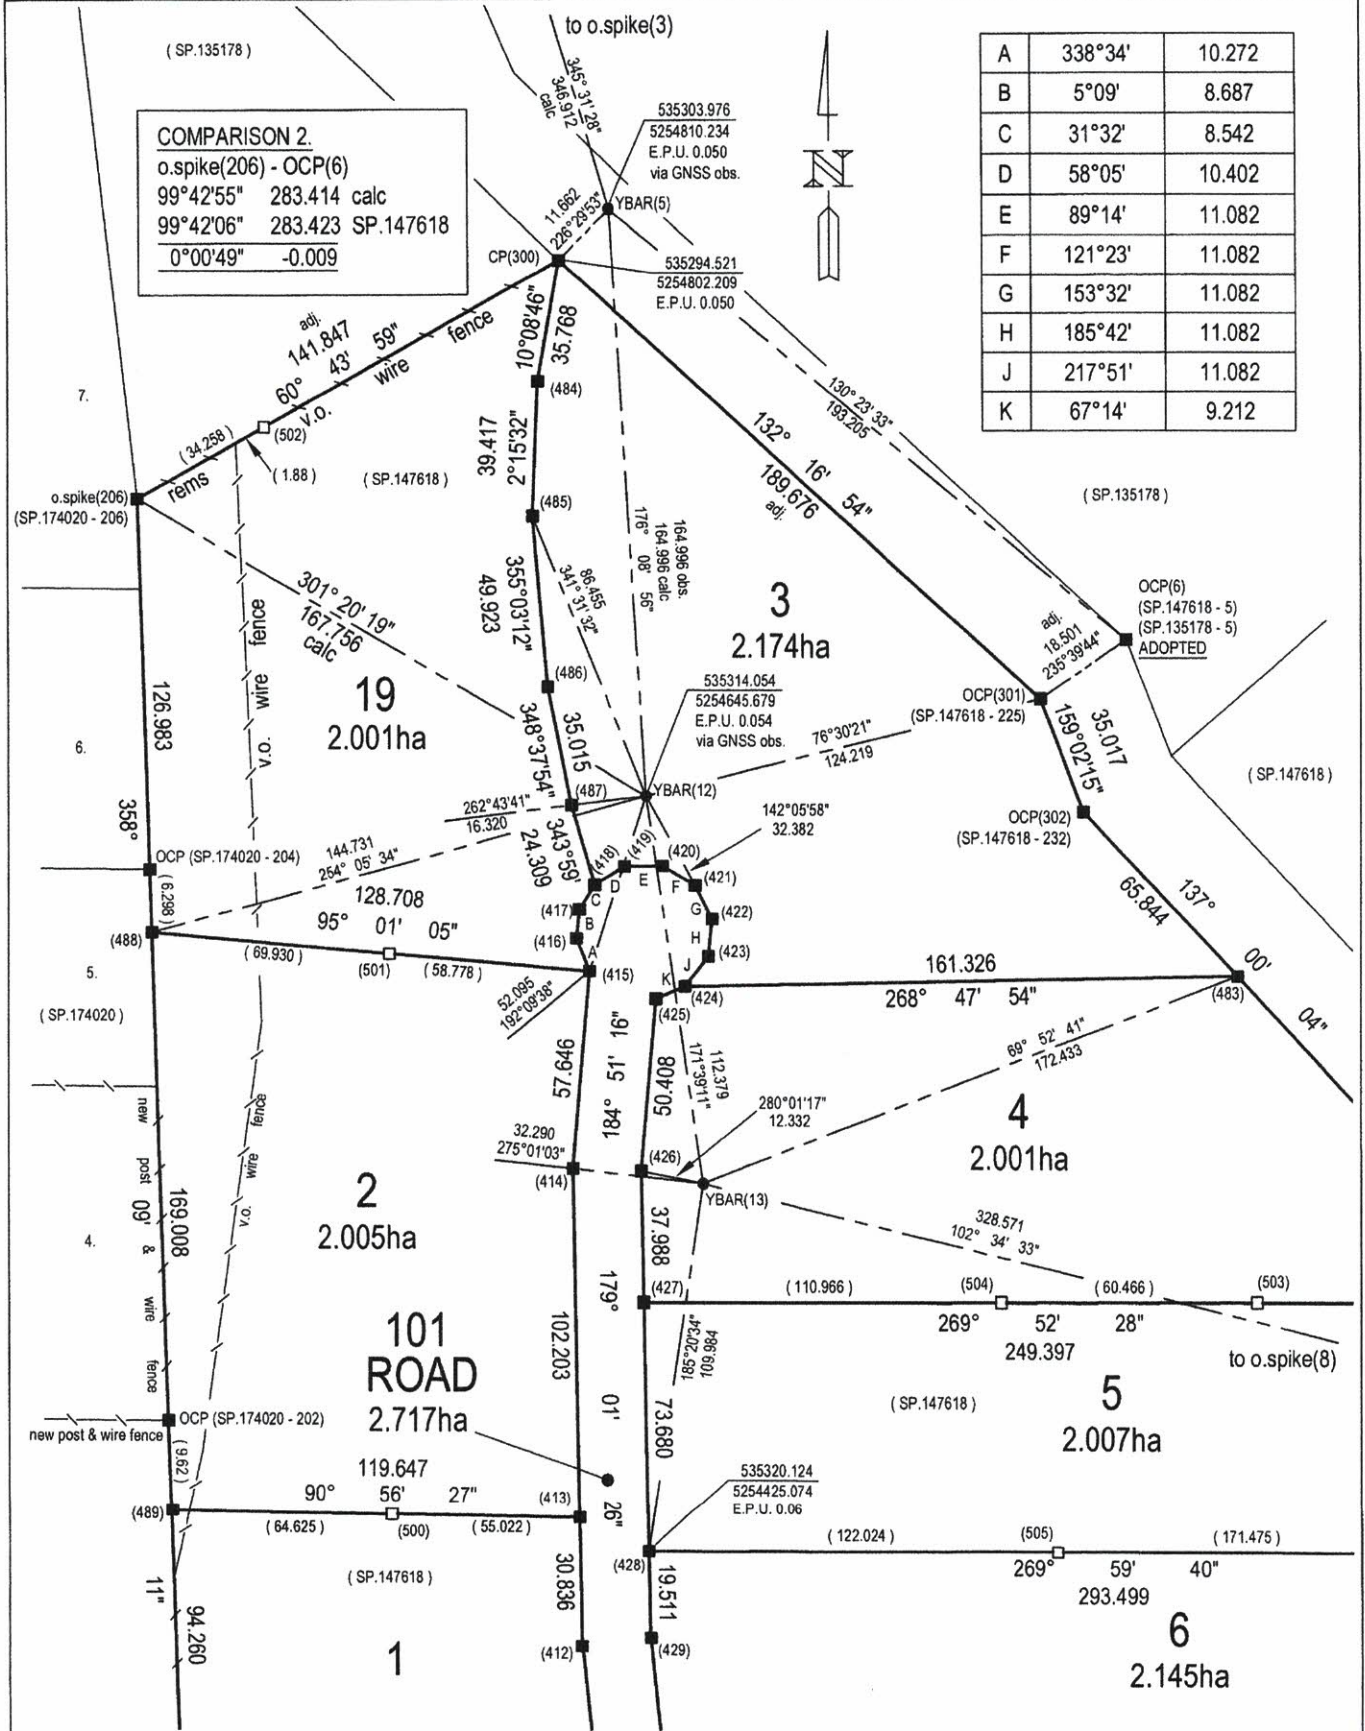 to o.spike(3)
( SP.135178 )
345° 31' 28"
346.912
calc
A 338°34' 10.272
B 5°09' 8.687
C 31°32' 8.542
D 58°05' 10.402
E 89°14' 11.082
F 121°23' 11.082
G 153°32' 11.082
H 185°42' 11.082
J 217°51' 11.082
K 67°14' 9.212
COMPARISON 2.
o.spike(206) - OCP(6)
99°42'55" 283.414 calc
99°42'06" 283.423 SP.147618
0°00'49" -0.009
535303.976
5254810.234
E.P.U. 0.050
via GNSS obs.
N
YBAR(5)
11.662
226°29'53"
CP(300)
535294.521
5254802.209
E.P.U. 0.050
adj.
141.847
60° 43' 59"
v.o. wire fence
10°08'46"
35.768
(484)
130° 23' 33"
193.205
7.
(502)
( 34.258 )
rems
( 1.88 )
( SP.147618 )
39.417
2°15'32"
132° 16' 54"
189.676
adj.
( SP.135178 )
o.spike(206)
(SP.174020 - 206)
(485)
164.996 obs.
164.996 calc
176° 08' 56"
86.455
341° 31' 32"
355°03'12"
49.923
301° 20' 19"
167.756
calc
v.o. wire fence
3
2.174ha
OCP(6)
(SP.147618 - 5)
(SP.135178 - 5)
ADOPTED
adj.
18.501
235°39'44"
(486)
535314.054
5254645.679
E.P.U. 0.054
via GNSS obs.
OCP(301)
(SP.147618 - 225)
19
2.001ha
126.983
6.
348°37'54"
35.015
76°30'21"
124.219
159°02'15"
35.017
( SP.147618 )
(487)
YBAR(12)
262°43'41"
16.320
142°05'58"
32.382
OCP(302)
(SP.147618 - 232)
358°
144.731
254° 05' 34"
343°59'
24.309
(418)
(419)
(420)
OCP (SP.174020 - 204)
D
E
F
(421)
C
G
137°
65.844
( 6.298 )
128.708
95° 01' 05"
(417)
B
(422)
(488)
(416)
H
(423)
( 69.930 )
(501)
( 58.778 )
A
(415)
J
K
(424)
161.326
268° 47' 54"
00'
(483)
5.
52.095
192°09'38"
(425)
( SP.174020 )
04"
57.646
184° 51' 16"
50.408
112.379
171°39'11"
69° 52' 41"
172.433
new post & wire fence
v.o. wire fence
280°01'17"
12.332
4
2.001ha
32.290
275°01'03"
(426)
(414)
YBAR(13)
09'
169.008
2
2.005ha
4.
37.988
328.571
102° 34' 33"
179°
(427)
( 110.966 )
(504)
( 60.466 )
(503)
269° 52' 28"
249.397
to o.spike(8)
101
ROAD
2.717ha
102.203
185°20'34"
109.984
( SP.147618 )
5
2.007ha
01'
73.680
OCP (SP.174020 - 202)
new post & wire fence
( 9.62 )
119.647
90° 56' 27"
535320.124
5254425.074
E.P.U. 0.06
(489)
(413)
26"
( 64.625 )
(500)
( 55.022 )
( 122.024 )
(505)
( 171.475 )
(428)
269° 59' 40"
293.499
( SP.147618 )
11"
94.260
30.836
19.511
1
(412)
(429)
6
2.145ha